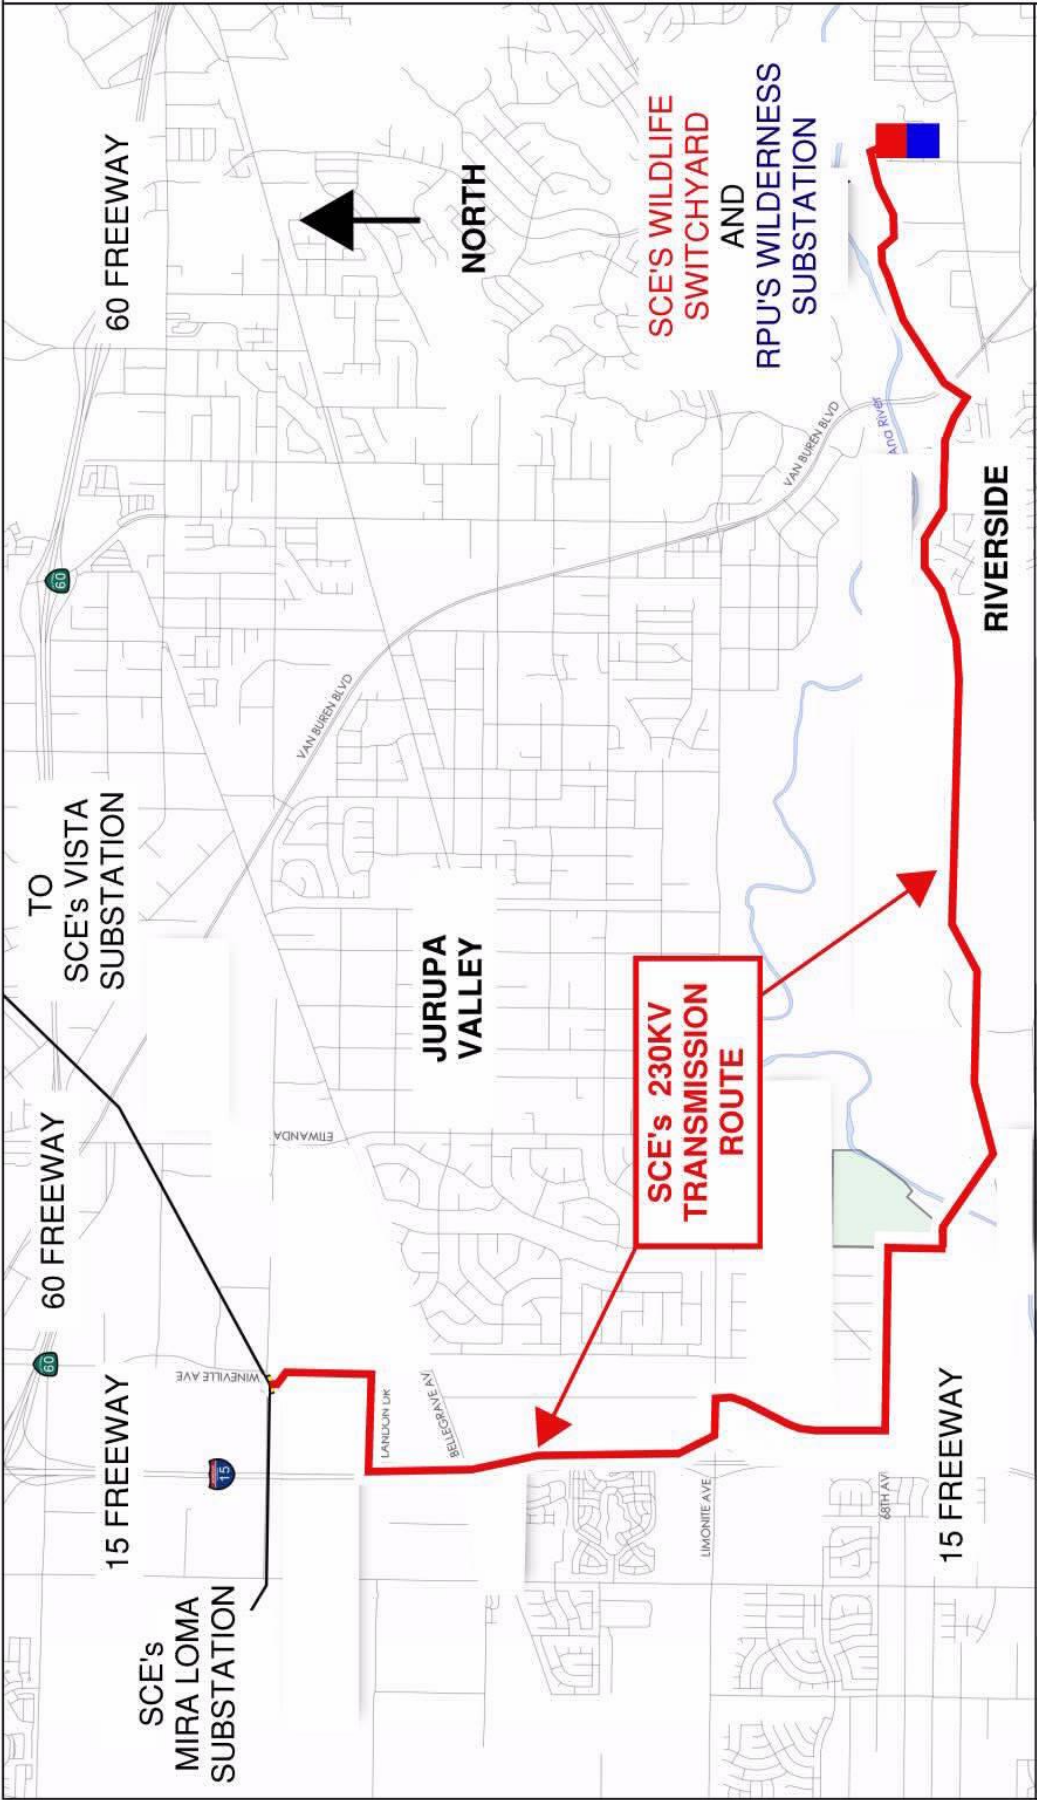 SCE's
MIRA LOMA
SUBSTATION
15 FREEWAY
15
60
60 FREEWAY
TO
SCE's VISTA
SUBSTATION
60
60 FREEWAY
WINEVILLE AVE
ETIWANDA
VAN BUREN BLVD
NORTH
LANDON DR
BELLEGRAVE AV
JURUPA
VALLEY
SCE's 230KV
TRANSMISSION
ROUTE
SCE'S WILDLIFE
SWITCHYARD
AND
RPU'S WILDERNESS
SUBSTATION
LIMONITE AVE
VAN BUREN BLVD
Ana River
68TH AV
15 FREEWAY
RIVERSIDE